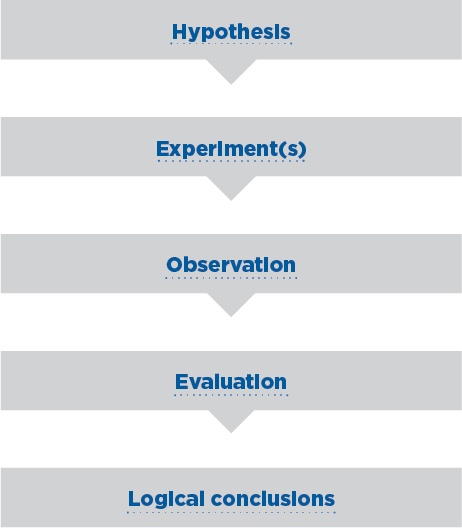 Hypothesis
Experiment(s)
Observation
Evaluation
Logical conclusions